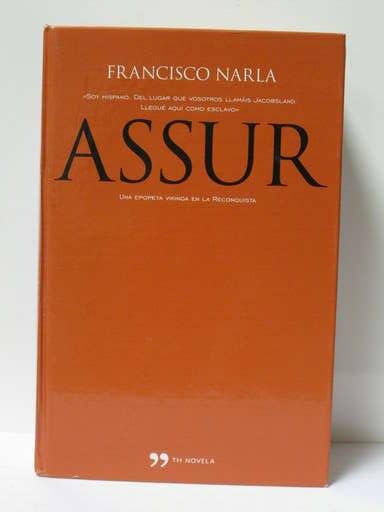 FRANCISCO NARLA
«SOY HISPANO. DEL LUGAR QUE VOSOTROS LLAMÁIS JACOBSLAND.
LLEGUÉ AQUÍ COMO ESCLAVO»
ASSUR
UNA EPOPEYA VIKINGA EN LA RECONQUISTA
TH NOVELA